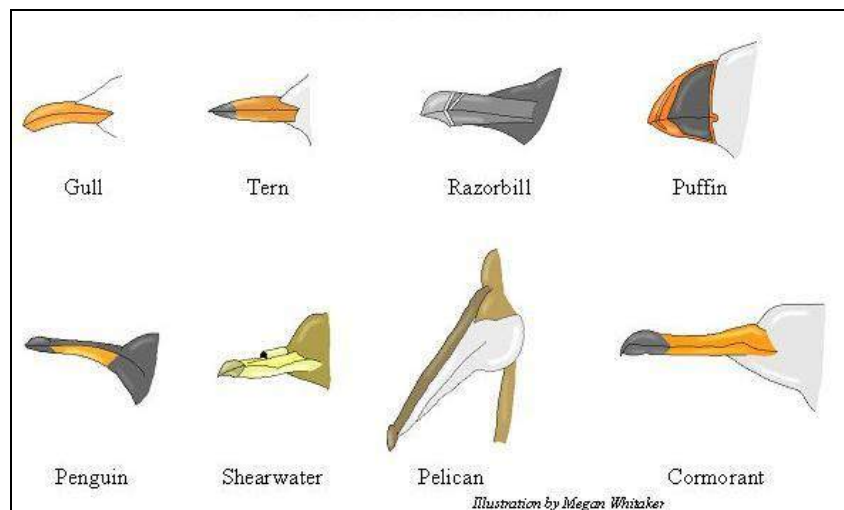 Gull Tern Razorbill Puffin
Penguin Shearwater Pelican Cormorant
Illustration by Megan Whitaker